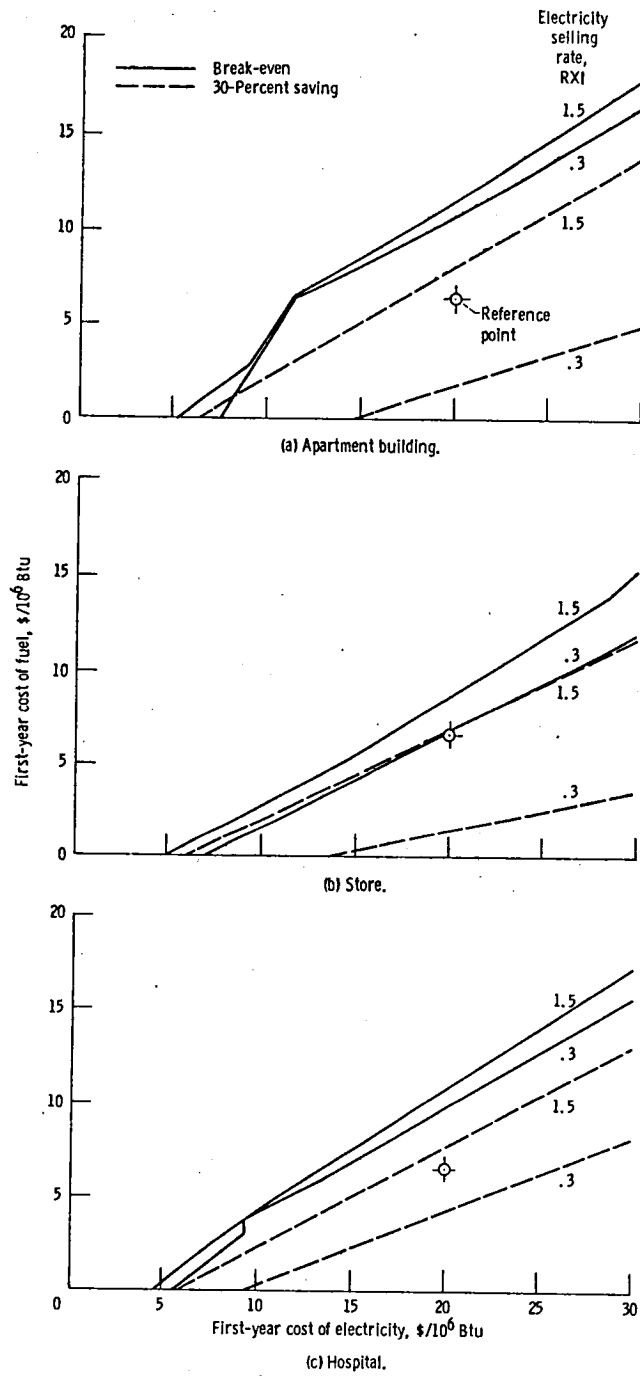 Electricity
selling
rate,
RXI
Break-even
30-Percent saving
20
15
10
5
0
1.5
.3
1.5
Reference
point
.3
(a) Apartment building.
First-year cost of fuel, $/10⁶ Btu
20
15
10
5
0
1.5
.3
1.5
.3
(b) Store.
20
15
10
5
0
1.5
.3
1.5
.3
5
10
15
20
25
30
First-year cost of electricity, $/10⁶ Btu
(c) Hospital.